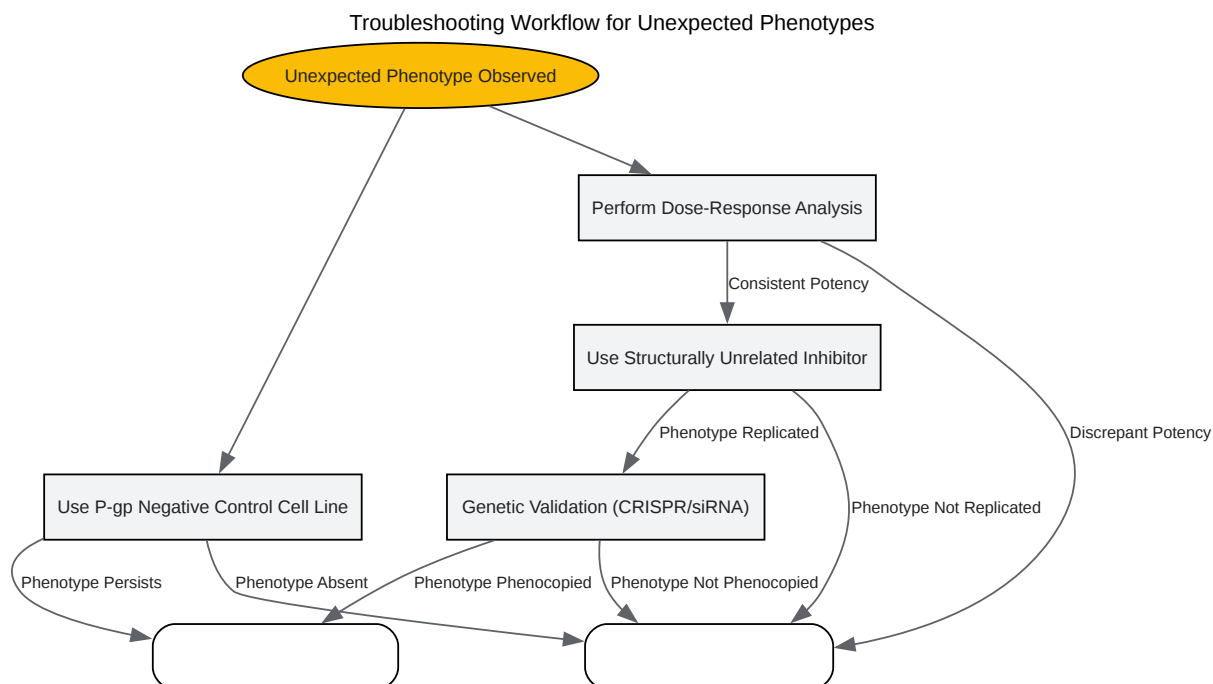 Troubleshooting Workflow for Unexpected Phenotypes
Unexpected Phenotype Observed
Perform Dose-Response Analysis
Consistent Potency
Use Structurally Unrelated Inhibitor
Phenotype Replicated
Discrepant Potency
Use P-gp Negative Control Cell Line
Genetic Validation (CRISPR/siRNA)
Phenotype Not Replicated
Phenotype Persists
Phenotype Absent
Phenotype Phenocopied
Phenotype Not Phenocopied